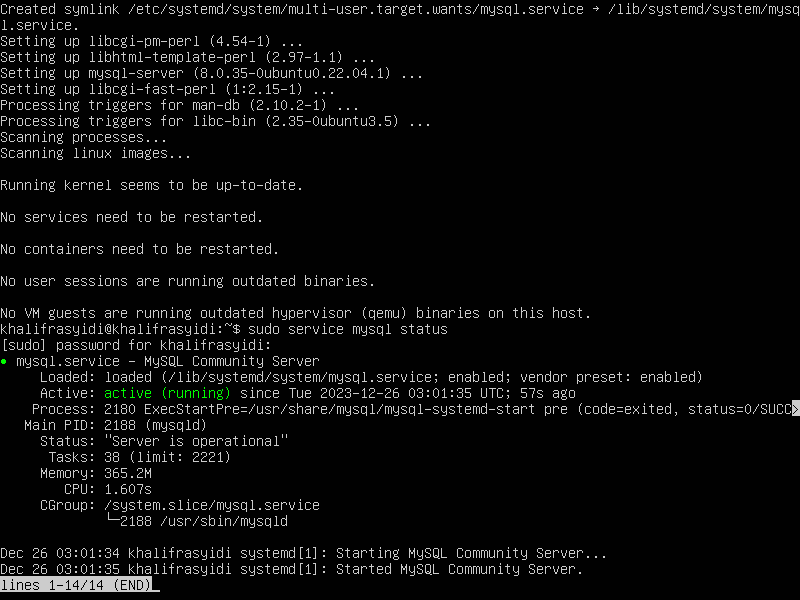 Created symlink /etc/systemd/system/multi-user.target.wants/mysql.service → /lib/systemd/system/mysq
l.service.
Setting up libcgi-pm-perl (4.54-1) ...
Setting up libhtml-template-perl (2.97-1.1) ...
Setting up mysql-server (8.0.35-0ubuntu0.22.04.1) ...
Setting up libcgi-fast-perl (1:2.15-1) ...
Processing triggers for man-db (2.10.2-1) ...
Processing triggers for libc-bin (2.35-0ubuntu3.5) ...
Scanning processes...
Scanning linux images...
Running kernel seems to be up-to-date.
No services need to be restarted.
No containers need to be restarted.
No user sessions are running outdated binaries.
No VM guests are running outdated hypervisor (qemu) binaries on this host.
khalifrasyidi@khalifrasyidi:~$ sudo service mysql status
[sudo] password for khalifrasyidi:
● mysql.service - MySQL Community Server
     Loaded: loaded (/lib/systemd/system/mysql.service; enabled; vendor preset: enabled)
     Active: active (running) since Tue 2023-12-26 03:01:35 UTC; 57s ago
    Process: 2180 ExecStartPre=/usr/share/mysql/mysql-systemd-start pre (code=exited, status=0/SUCC>
   Main PID: 2188 (mysqld)
     Status: "Server is operational"
      Tasks: 38 (limit: 2221)
     Memory: 365.2M
        CPU: 1.607s
     CGroup: /system.slice/mysql.service
             └─2188 /usr/sbin/mysqld
Dec 26 03:01:34 khalifrasyidi systemd[1]: Starting MySQL Community Server...
Dec 26 03:01:35 khalifrasyidi systemd[1]: Started MySQL Community Server.
lines 1-14/14 (END)